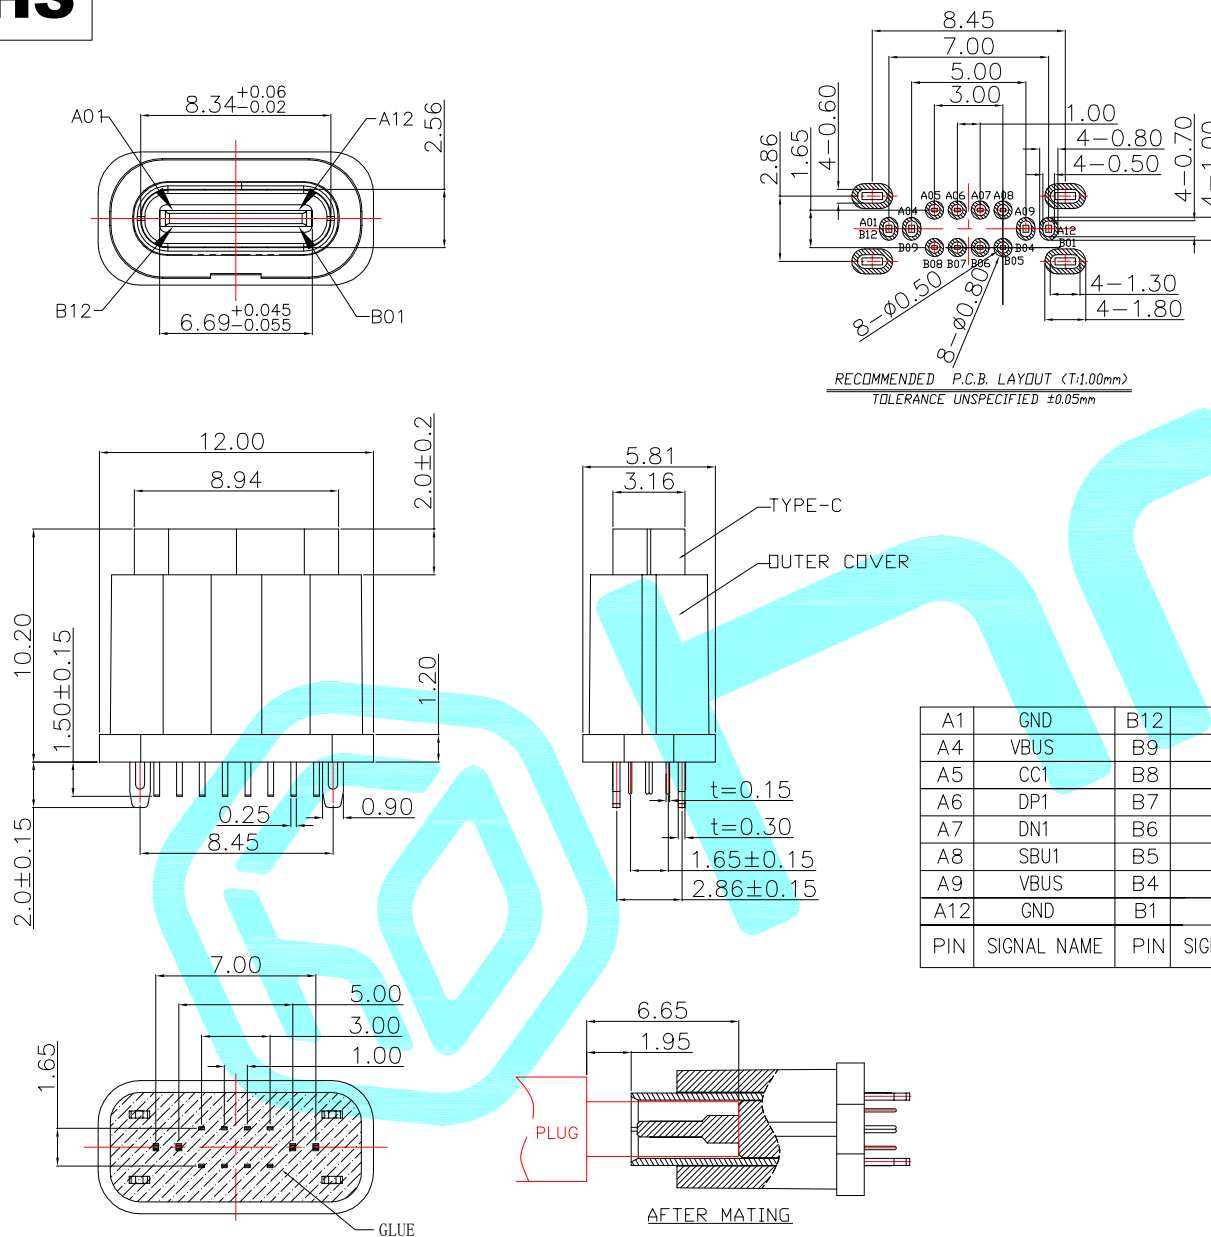 HS
8.34 +0.06 -0.02
A01
A12
2.56
B12
B01
6.69 +0.045 -0.055
8.45
7.00
5.00
3.00
1.00
4-0.80
4-0.50
4-0.60
1.65
2.86
4-0.70
4-1.00
A05 A06 A07 A08
A04
A09
A01
B12
A12
B01
B09
B04
B08 B07 B06 B05
8-ø0.50
8-ø0.80
4-1.30
4-1.80
RECOMMENDED P.C.B. LAYOUT (T:1.00mm)
TOLERANCE UNSPECIFIED ±0.05mm
12.00
8.94
2.0±0.2
10.20
1.50±0.15
1.20
0.25
0.90
8.45
2.0±0.15
5.81
3.16
TYPE-C
OUTER COVER
t=0.15
t=0.30
1.65±0.15
2.86±0.15
A1 GND B12
A4 VBUS B9
A5 CC1 B8
A6 DP1 B7
A7 DN1 B6
A8 SBU1 B5
A9 VBUS B4
A12 GND B1
PIN SIGNAL NAME PIN SIG
7.00
5.00
3.00
1.00
1.65
GLUE
6.65
1.95
PLUG
AFTER MATING